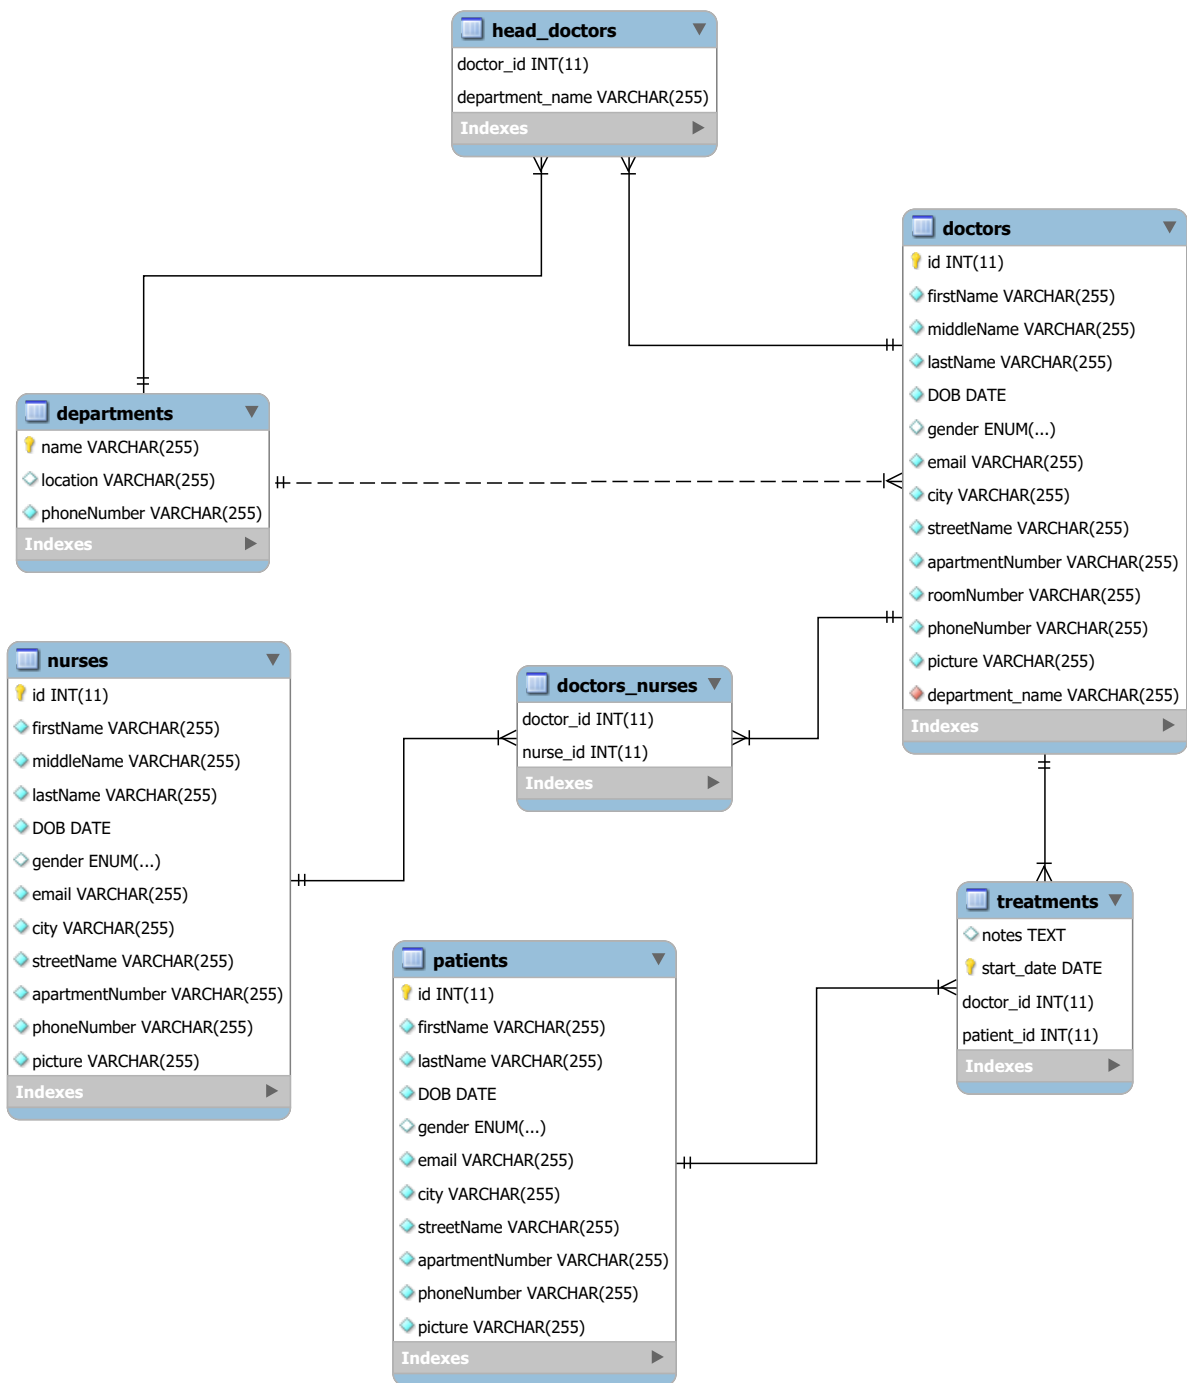 head_doctors
doctor_id INT(11)
department_name VARCHAR(255)
Indexes
doctors
id INT(11)
firstName VARCHAR(255)
middleName VARCHAR(255)
lastName VARCHAR(255)
DOB DATE
gender ENUM(...)
email VARCHAR(255)
city VARCHAR(255)
streetName VARCHAR(255)
apartmentNumber VARCHAR(255)
roomNumber VARCHAR(255)
phoneNumber VARCHAR(255)
picture VARCHAR(255)
department_name VARCHAR(255)
Indexes
departments
name VARCHAR(255)
location VARCHAR(255)
phoneNumber VARCHAR(255)
Indexes
nurses
id INT(11)
firstName VARCHAR(255)
middleName VARCHAR(255)
lastName VARCHAR(255)
DOB DATE
gender ENUM(...)
email VARCHAR(255)
city VARCHAR(255)
streetName VARCHAR(255)
apartmentNumber VARCHAR(255)
phoneNumber VARCHAR(255)
picture VARCHAR(255)
Indexes
doctors_nurses
doctor_id INT(11)
nurse_id INT(11)
Indexes
treatments
notes TEXT
start_date DATE
doctor_id INT(11)
patient_id INT(11)
Indexes
patients
id INT(11)
firstName VARCHAR(255)
lastName VARCHAR(255)
DOB DATE
gender ENUM(...)
email VARCHAR(255)
city VARCHAR(255)
streetName VARCHAR(255)
apartmentNumber VARCHAR(255)
phoneNumber VARCHAR(255)
picture VARCHAR(255)
Indexes